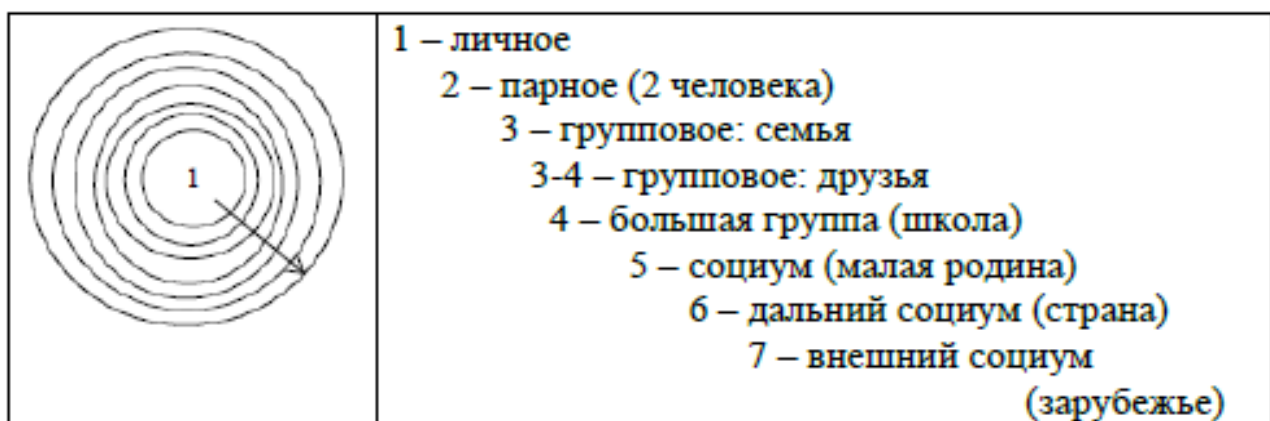 1
1 – личное
2 – парное (2 человека)
3 – групповое: семья
3-4 – групповое: друзья
4 – большая группа (школа)
5 – социум (малая родина)
6 – дальний социум (страна)
7 – внешний социум
(зарубежье)